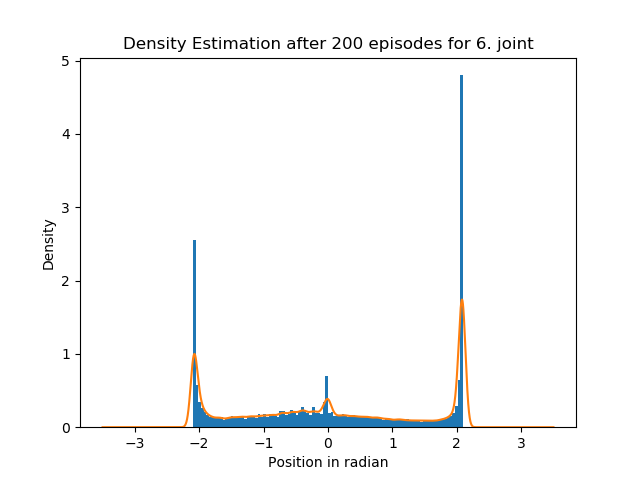 Density Estimation after 200 episodes for 6. joint
5
4
3
2
1
0
Density
−3 −2 −1 0 1 2 3
Position in radian